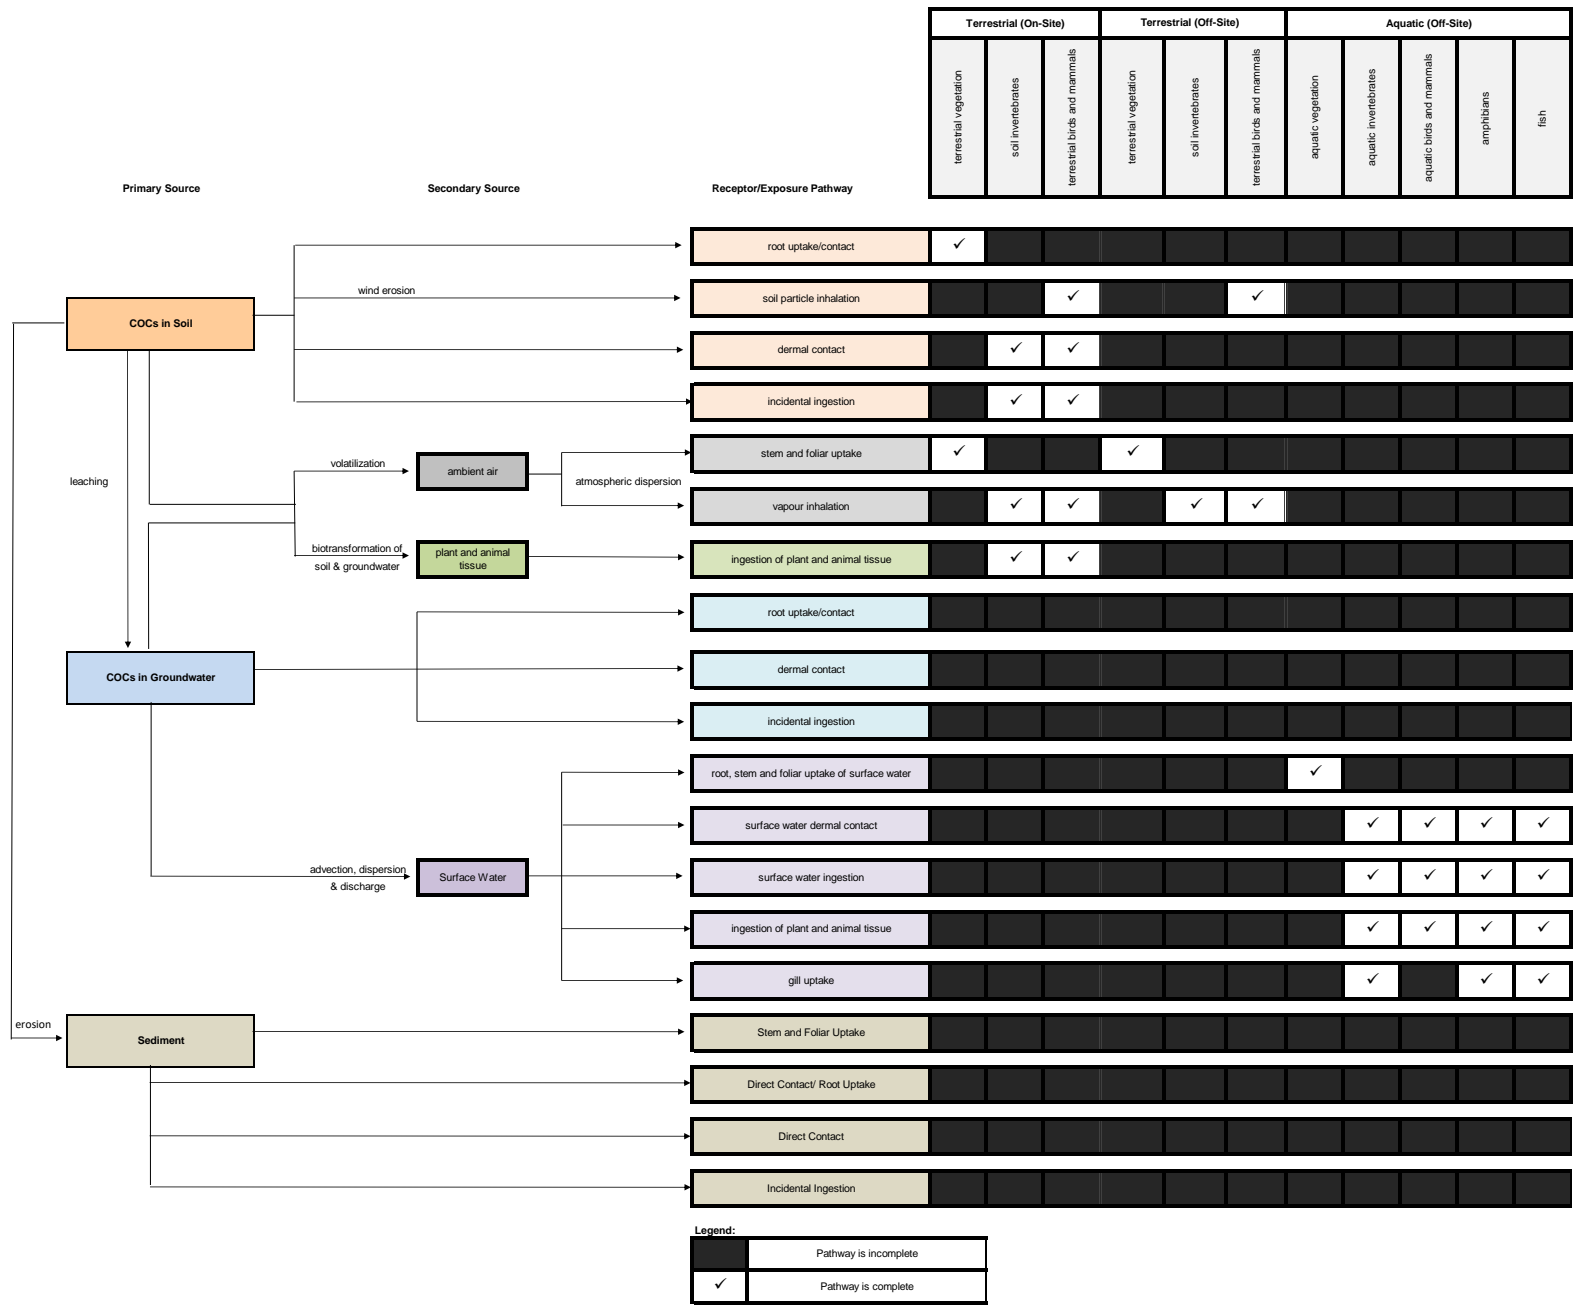 Terrestrial (On-Site)
Terrestrial (Off-Site)
Aquatic (Off-Site)
terrestrial vegetation
soil invertebrates
terrestrial birds and mammals
terrestrial vegetation
soil invertebrates
terrestrial birds and mammals
aquatic vegetation
aquatic invertebrates
aquatic birds and mammals
amphibians
fish
Primary Source
Secondary Source
Receptor/Exposure Pathway
root uptake/contact
✓
wind erosion
soil particle inhalation
✓ ✓
COCs in Soil
dermal contact
✓ ✓
incidental ingestion
✓ ✓
stem and foliar uptake
✓ ✓
volatilization
ambient air
leaching
atmospheric dispersion
vapour inhalation
✓ ✓ ✓ ✓
biotransformation of
soil & groundwater
plant and animal
tissue
ingestion of plant and animal tissue
✓ ✓
root uptake/contact
COCs in Groundwater
dermal contact
incidental ingestion
root, stem and foliar uptake of surface water
✓
surface water dermal contact
✓ ✓ ✓ ✓
advection, dispersion
& discharge
Surface Water
surface water ingestion
✓ ✓ ✓ ✓
ingestion of plant and animal tissue
✓ ✓ ✓ ✓
gill uptake
✓ ✓ ✓
erosion
Sediment
Stem and Foliar Uptake
Direct Contact/ Root Uptake
Direct Contact
Incidental Ingestion
Legend:
Pathway is incomplete
✓ Pathway is complete